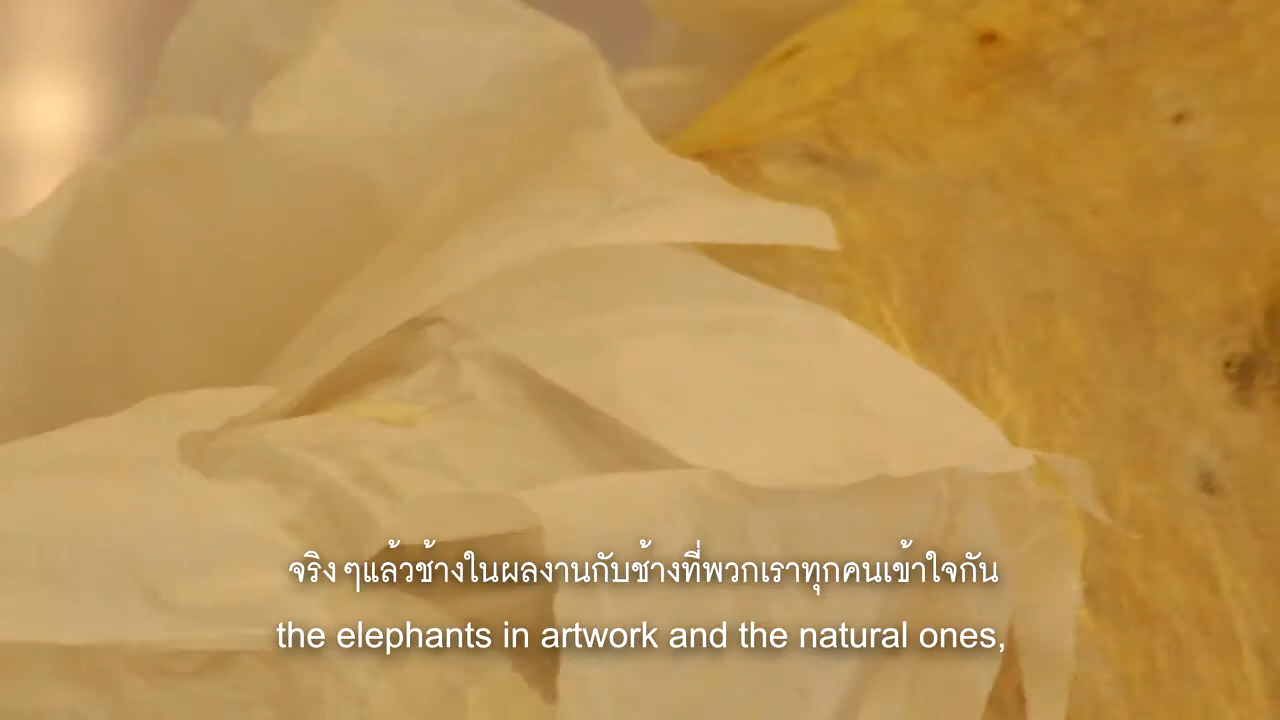 จริงๆแล้วช้างในผลงานกับช้างที่พวกเราทุกคนเข้าใจกัน
the elephants in artwork and the natural ones,